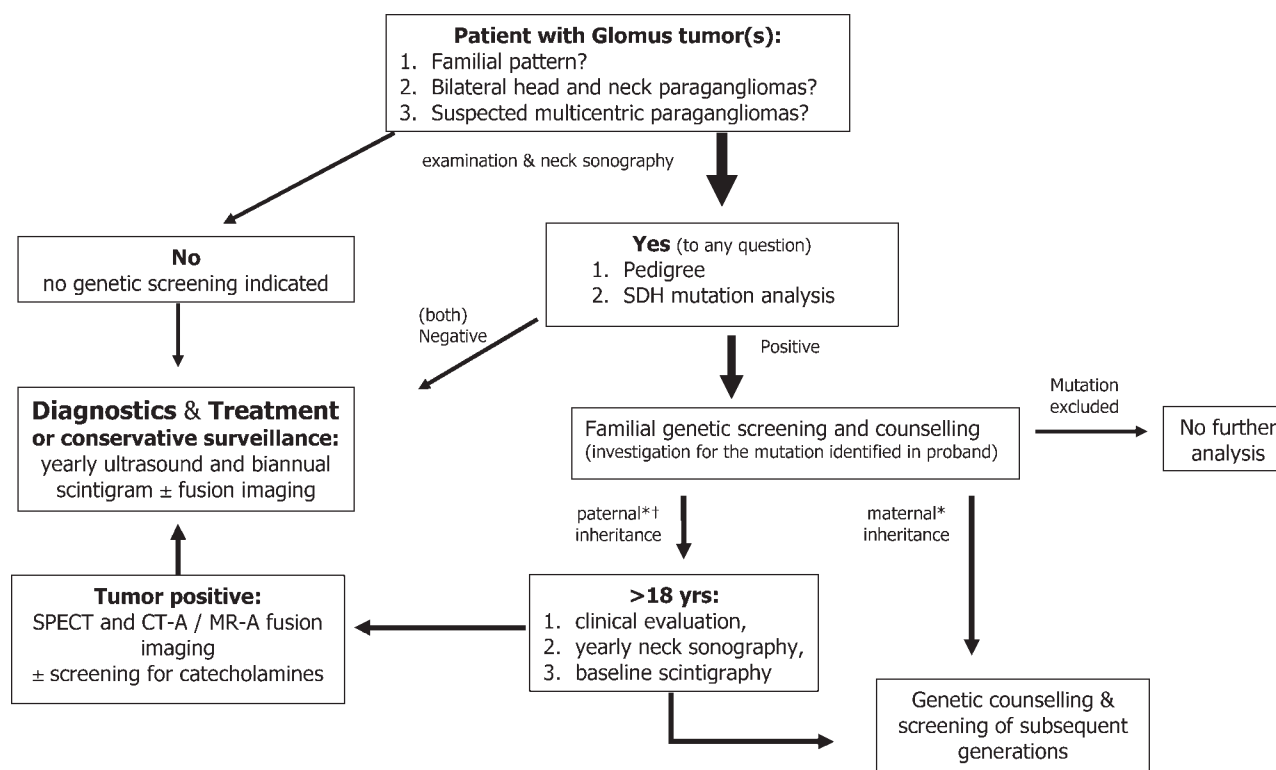 Patient with Glomus tumor(s):
1. Familial pattern?
2. Bilateral head and neck paragangliomas?
3. Suspected multicentric paragangliomas?
examination & neck sonography
No
no genetic screening indicated
Yes (to any question)
1. Pedigree
2. SDH mutation analysis
(both)
Negative
Positive
Diagnostics & Treatment
or conservative surveillance:
yearly ultrasound and biannual
scintigram ± fusion imaging
Familial genetic screening and counselling
(investigation for the mutation identified in proband)
Mutation
excluded
No further
analysis
paternal*†
inheritance
maternal*
inheritance
Tumor positive:
SPECT and CT-A / MR-A fusion
imaging
± screening for catecholamines
>18 yrs:
1. clinical evaluation,
2. yearly neck sonography,
3. baseline scintigraphy
Genetic counselling &
screening of subsequent
generations